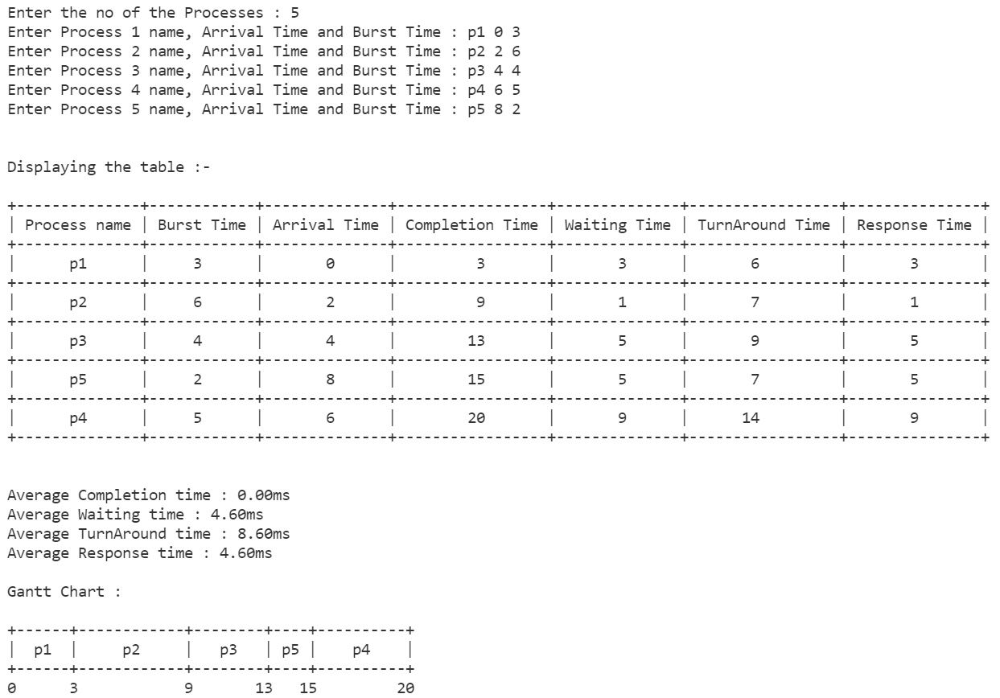 Enter the no of the Processes : 5
Enter Process 1 name, Arrival Time and Burst Time : p1 0 3
Enter Process 2 name, Arrival Time and Burst Time : p2 2 6
Enter Process 3 name, Arrival Time and Burst Time : p3 4 4
Enter Process 4 name, Arrival Time and Burst Time : p4 6 5
Enter Process 5 name, Arrival Time and Burst Time : p5 8 2
Displaying the table :-
| Process name | Burst Time | Arrival Time | Completion Time | Waiting Time | TurnAround Time | Response Time |
| p1 | 3 | 0 | 3 | 3 | 6 | 3 |
| p2 | 6 | 2 | 9 | 1 | 7 | 1 |
| p3 | 4 | 4 | 13 | 5 | 9 | 5 |
| p5 | 2 | 8 | 15 | 5 | 7 | 5 |
| p4 | 5 | 6 | 20 | 9 | 14 | 9 |
Average Completion time : 0.00ms
Average Waiting time : 4.60ms
Average TurnAround time : 8.60ms
Average Response time : 4.60ms
Gantt Chart :
| p1 | p2 | p3 | p5 | p4 |
0 3 9 13 15 20